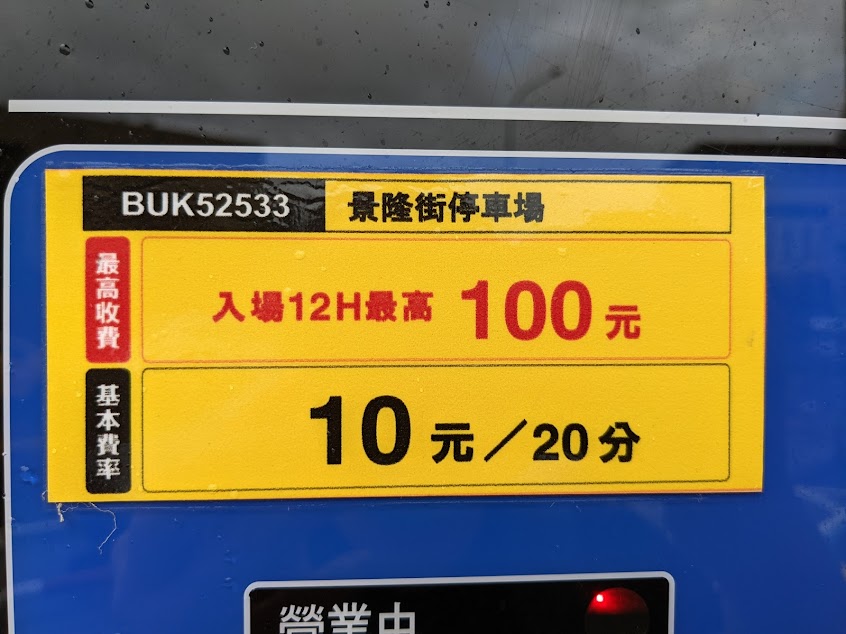 BUK52533 景隆街停車場
最高收費
入場12H最高 100元
基本費率
10元／20分
營業中